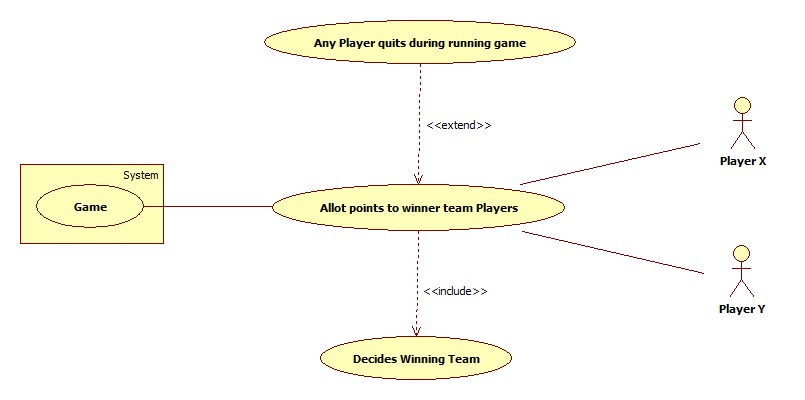 Any Player quits during running game
<<extend>>
Player X
System
Game
Allot points to winner team Players
<<include>>
Player Y
Decides Winning Team